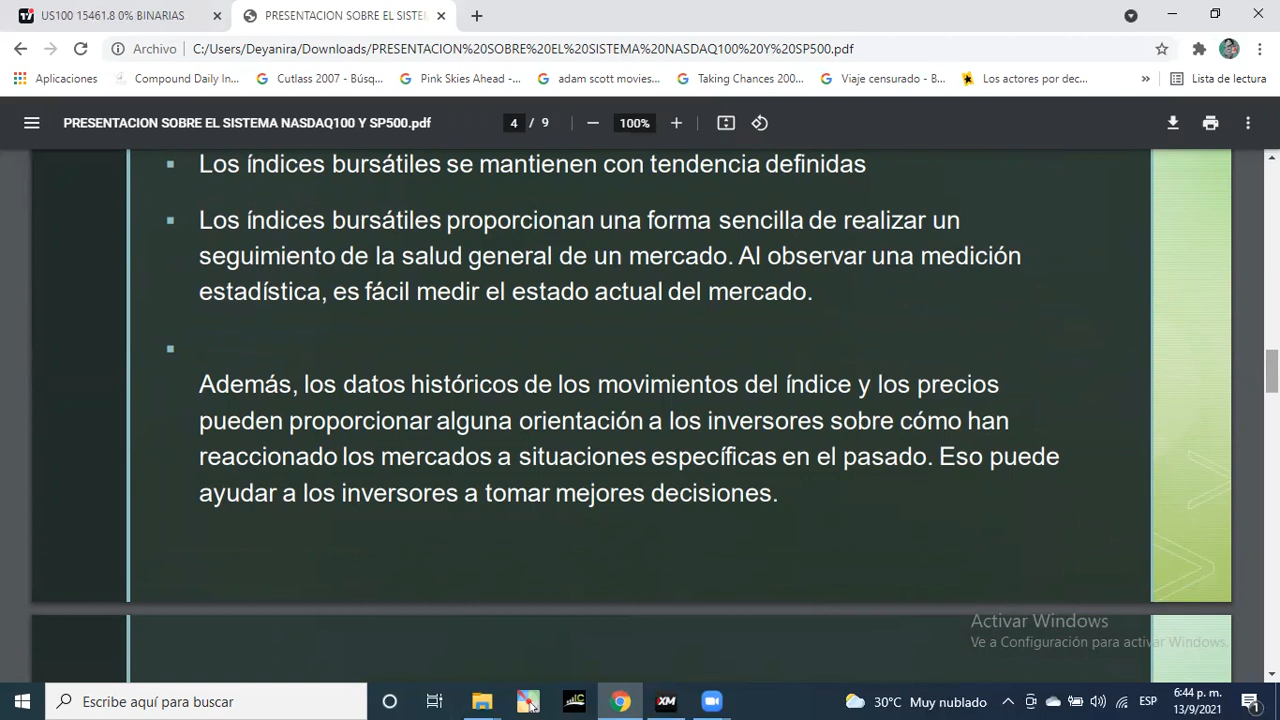 US100 15461.8 0% BINARIAS
PRESENTACION SOBRE EL SISTEM
Archivo
C:/Users/Deyanira/Downloads/PRESENTACION%20SOBRE%20EL%20SISTEMA%20NASDAQ100%20Y%20SP500.pdf
Aplicaciones
Compound Daily In...
Cutlass 2007 - Búsq...
Pink Skies Ahead -...
adam scott movies...
Taking Chances 200...
Viaje censurado - B...
Los actores por dec...
»
Lista de lectura
PRESENTACION SOBRE EL SISTEMA NASDAQ100 Y SP500.pdf
4 / 9
100%
Los índices bursátiles se mantienen con tendencia definidas
Los índices bursátiles proporcionan una forma sencilla de realizar un
seguimiento de la salud general de un mercado. Al observar una medición
estadística, es fácil medir el estado actual del mercado.
Además, los datos históricos de los movimientos del índice y los precios
pueden proporcionar alguna orientación a los inversores sobre cómo han
reaccionado los mercados a situaciones específicas en el pasado. Eso puede
ayudar a los inversores a tomar mejores decisiones.
Activar Windows
Ve a Configuración para activar Windows.
Escribe aquí para buscar
XM
30°C Muy nublado
ESP
6:44 p. m.
13/9/2021
1